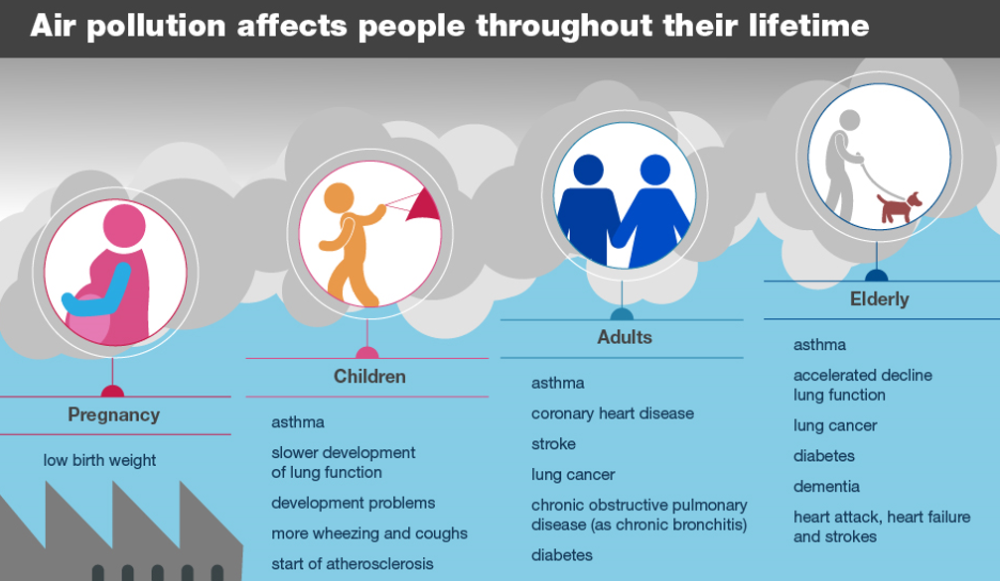 Air pollution affects people throughout their lifetime
Pregnancy
low birth weight
Children
asthma
slower development
of lung function
development problems
more wheezing and coughs
start of atherosclerosis
Adults
asthma
coronary heart disease
stroke
lung cancer
chronic obstructive pulmonary
disease (as chronic bronchitis)
diabetes
Elderly
asthma
accelerated decline
lung function
lung cancer
diabetes
dementia
heart attack, heart failure
and strokes